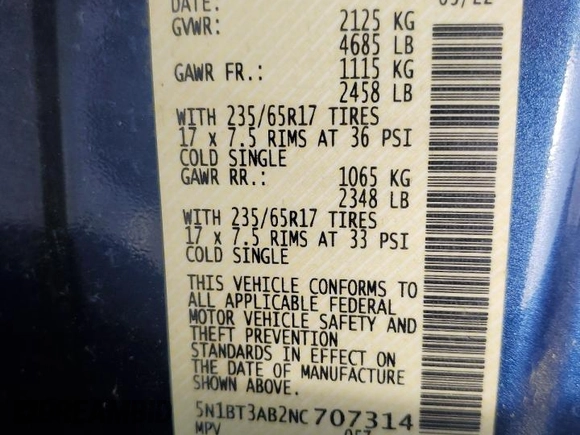 DATE:
GVWR: 2125 KG
4685 LB
GAWR FR.: 1115 KG
2458 LB
WITH 235/65R17 TIRES
17 x 7.5 RIMS AT 36 PSI
COLD SINGLE
GAWR RR.: 1065 KG
2348 LB
WITH 235/65R17 TIRES
17 x 7.5 RIMS AT 33 PSI
COLD SINGLE
THIS VEHICLE CONFORMS TO
ALL APPLICABLE FEDERAL
MOTOR VEHICLE SAFETY AND
THEFT PREVENTION
STANDARDS IN EFFECT ON
THE DATE OF MANUFACTURE
SHOWN ABOVE.
5N1BT3AB2NC707314
MPV